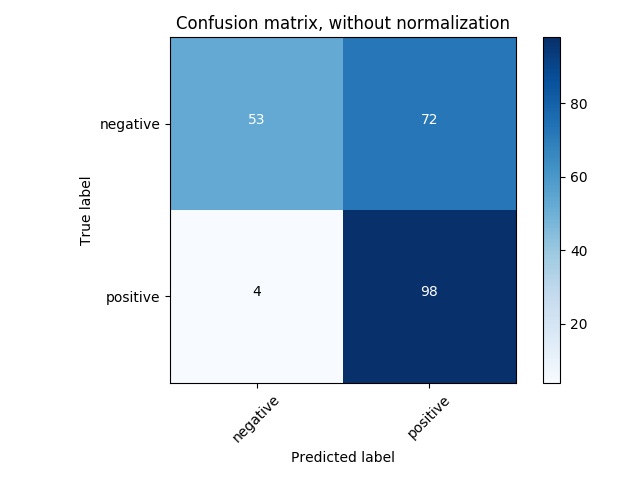 Confusion matrix, without normalization
negative
53
72
80
60
True label
40
positive
4
98
20
negative
positive
Predicted label